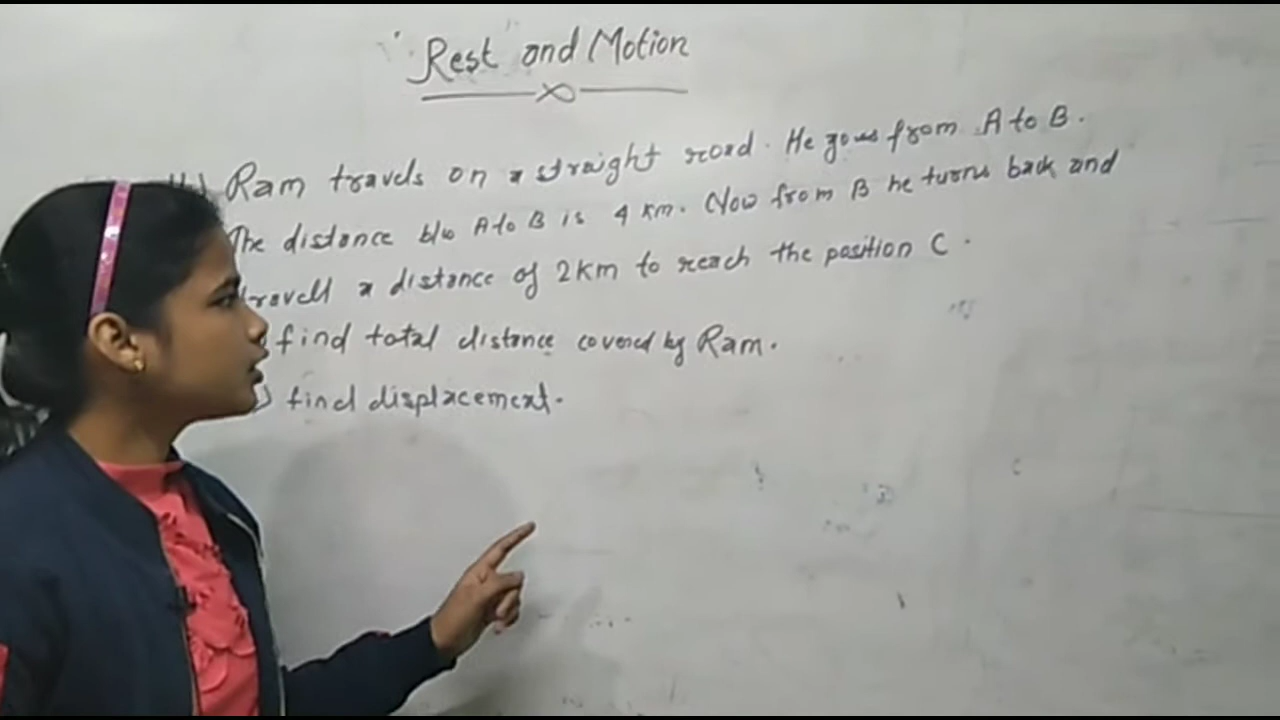 Rest and Motion
Ram travels on a straight road. He goes from A to B.
The distance b/w A to B is 4 km. Now from B he turns back and
travell a distance of 2km to reach the position C.
find total distance covered by Ram.
) find displacement.